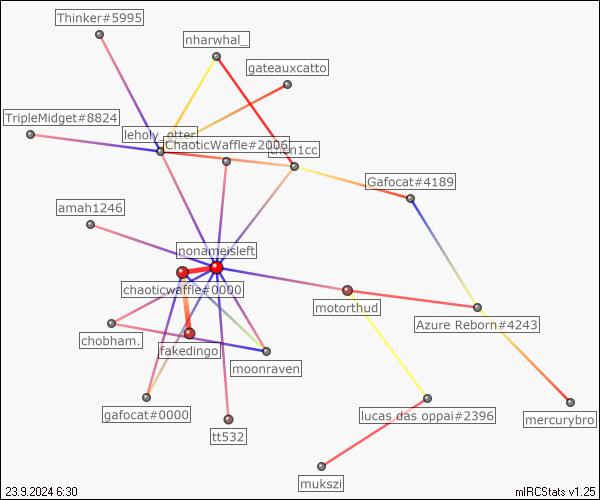 Thinker#5995
nharwhal_
gateauxcatto
TripleMidget#8824
leholy_otter
ChaoticWaffle#2006
Gafocat#4189
amah1246
nonameisleft
chaoticwaffle#0000
motorthud
Azure Reborn#4243
chobham.
fakedingo
moonraven
gafocat#0000
lucas das oppai#2396
mercurybro
tt532
mukszi
23.9.2024 6:30
mIRCStats v1.25